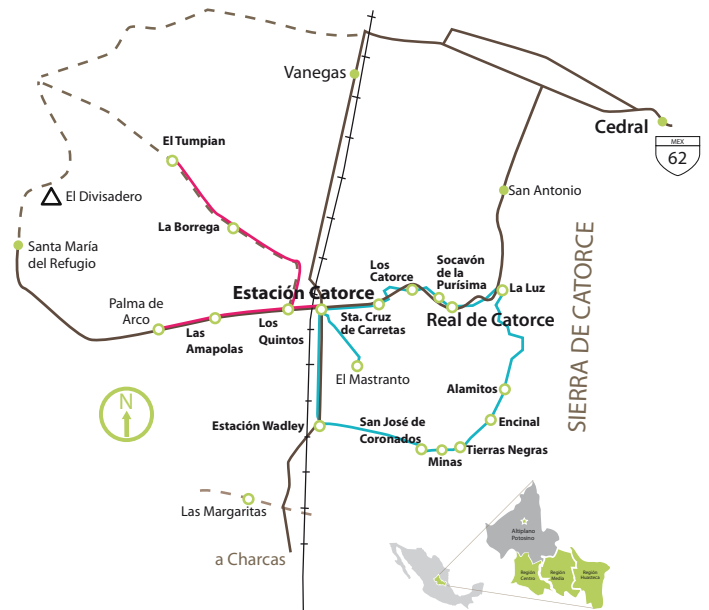 Vanegas
Cedral
MEX
62
El Tumpian
El Divisadero
San Antonio
La Borrega
Santa María
del Refugio
SIERRA DE CATORCE
Los
Catorce
Socavón
de la
Purísima
Estación Catorce
La Luz
Palma de
Arco
Las
Amapolas
Los
Quintos
Sta. Cruz
de Carretas
Real de Catorce
El Mastranto
Alamitos
N
Estación Wadley
San José de
Coronados
Encinal
Minas
Tierras Negras
Las Margaritas
a Charcas
Altiplano
Potosino
Región
Centro
Región
Media
Región
Huasteca